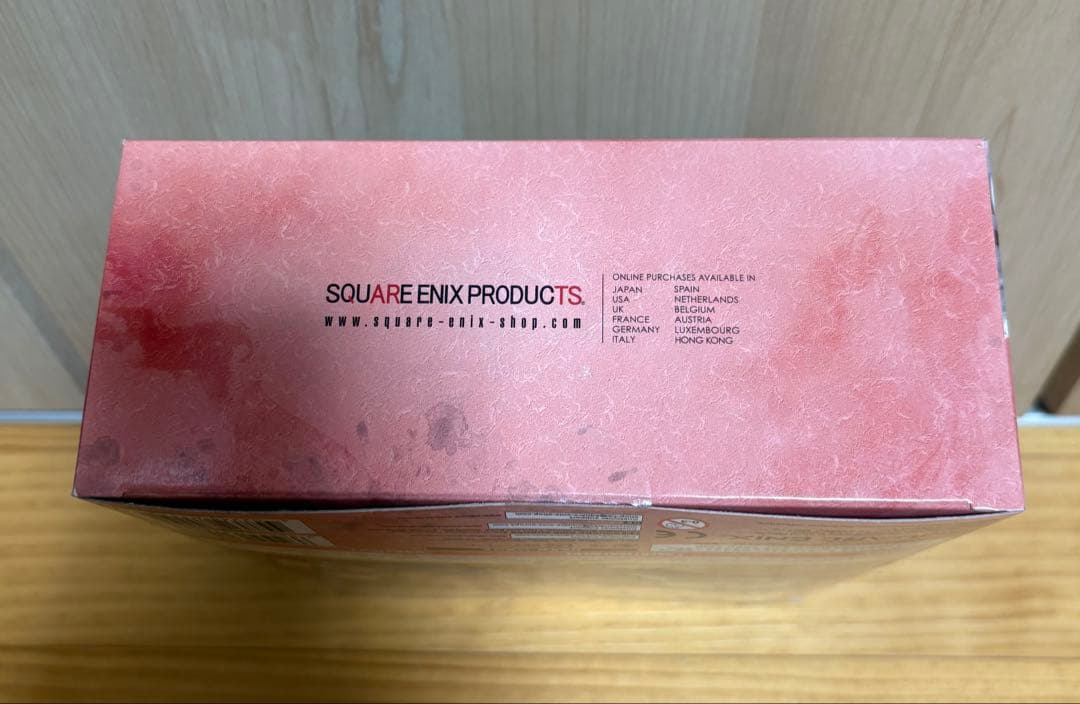 SQUARE ENIX PRODUCTS.
www.square-enix-shop.com
ONLINE PURCHASES AVAILABLE IN
JAPAN SPAIN
USA NETHERLANDS
UK BELGIUM
FRANCE AUSTRIA
GERMANY LUXEMBOURG
ITALY HONG KONG